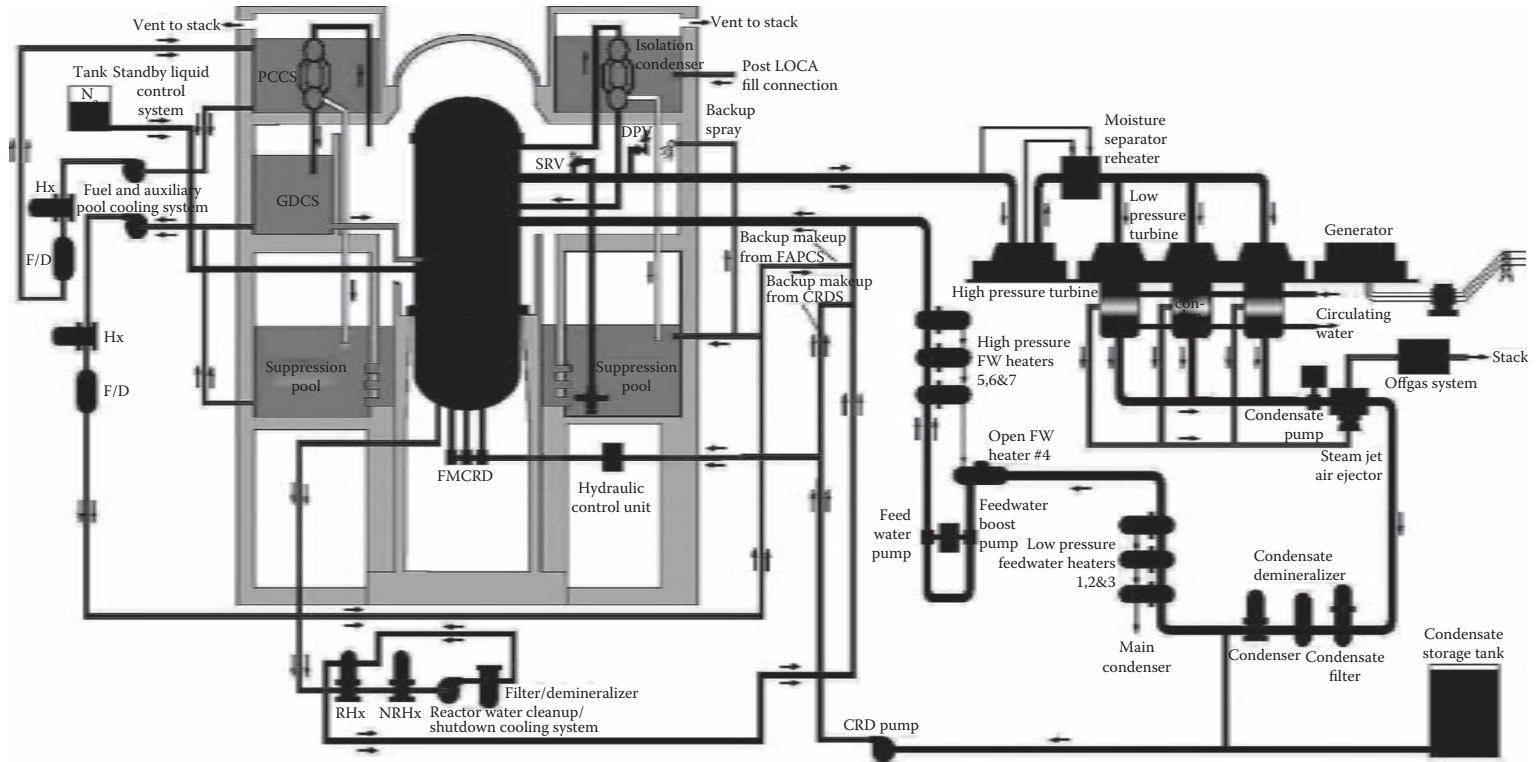 Vent to stack
Vent to stack
Isolation
condenser
PCCS
Post LOCA
fill connection
Tank Standby liquid
control
system
N
Backup
spray
DPV
SRV
Moisture
separator
reheater
Hx
Fuel and auxiliary
pool cooling system
GDCS
Low
pressure
turbine
Generator
F/D
Backup makeup
from FAPCS
Backup makeup
from CRDS
High pressure turbine
Circulating
water
Hx
High pressure
FW heaters
5,6&7
Suppression
pool
Suppression
pool
Stack
Offgas system
F/D
Condensate
pump
Steam jet
air ejector
Open FW
heater #4
FMCRD
Hydraulic
control unit
Feed
water
pump
Feedwater
boost
pump
Low pressure
feedwater heaters
1,2&3
Condensate
demineralizer
Main
condenser
Condenser
Condensate
filter
Condensate
storage tank
Filter/demineralizer
RHx
NRHx
Reactor water cleanup/
shutdown cooling system
CRD pump